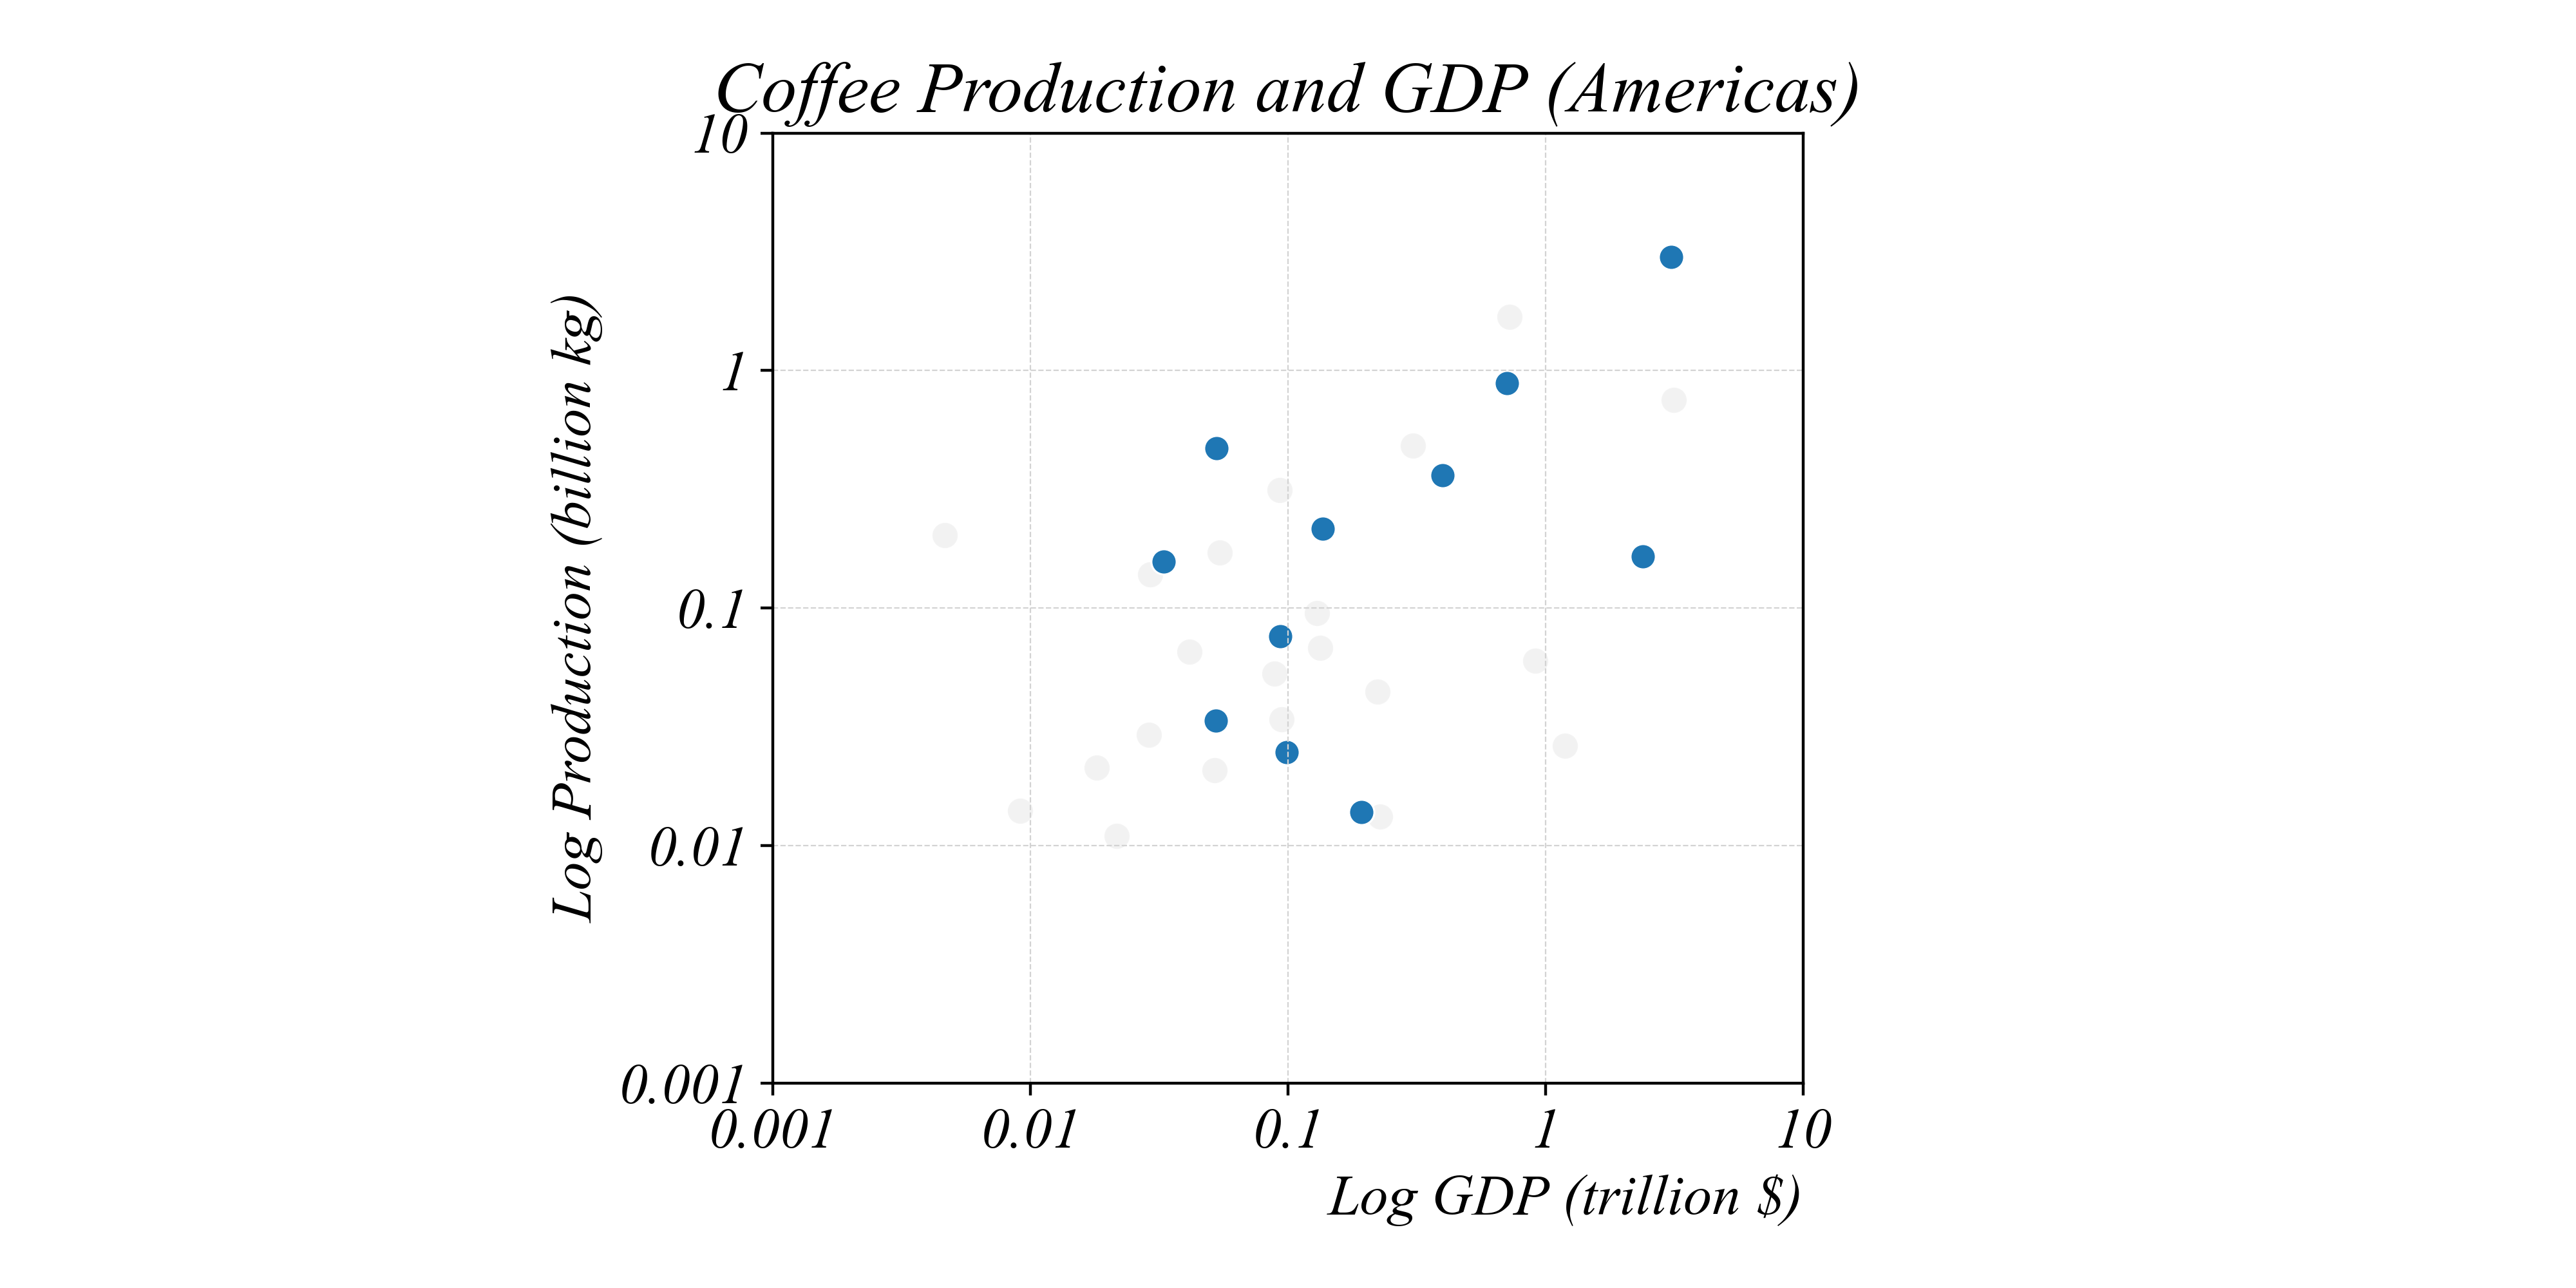 Coffee Production and GDP (Americas)
Log Production (billion kg)
10
1
0.1
0.01
0.001
0.001 0.01 0.1 1 10
Log GDP (trillion $)